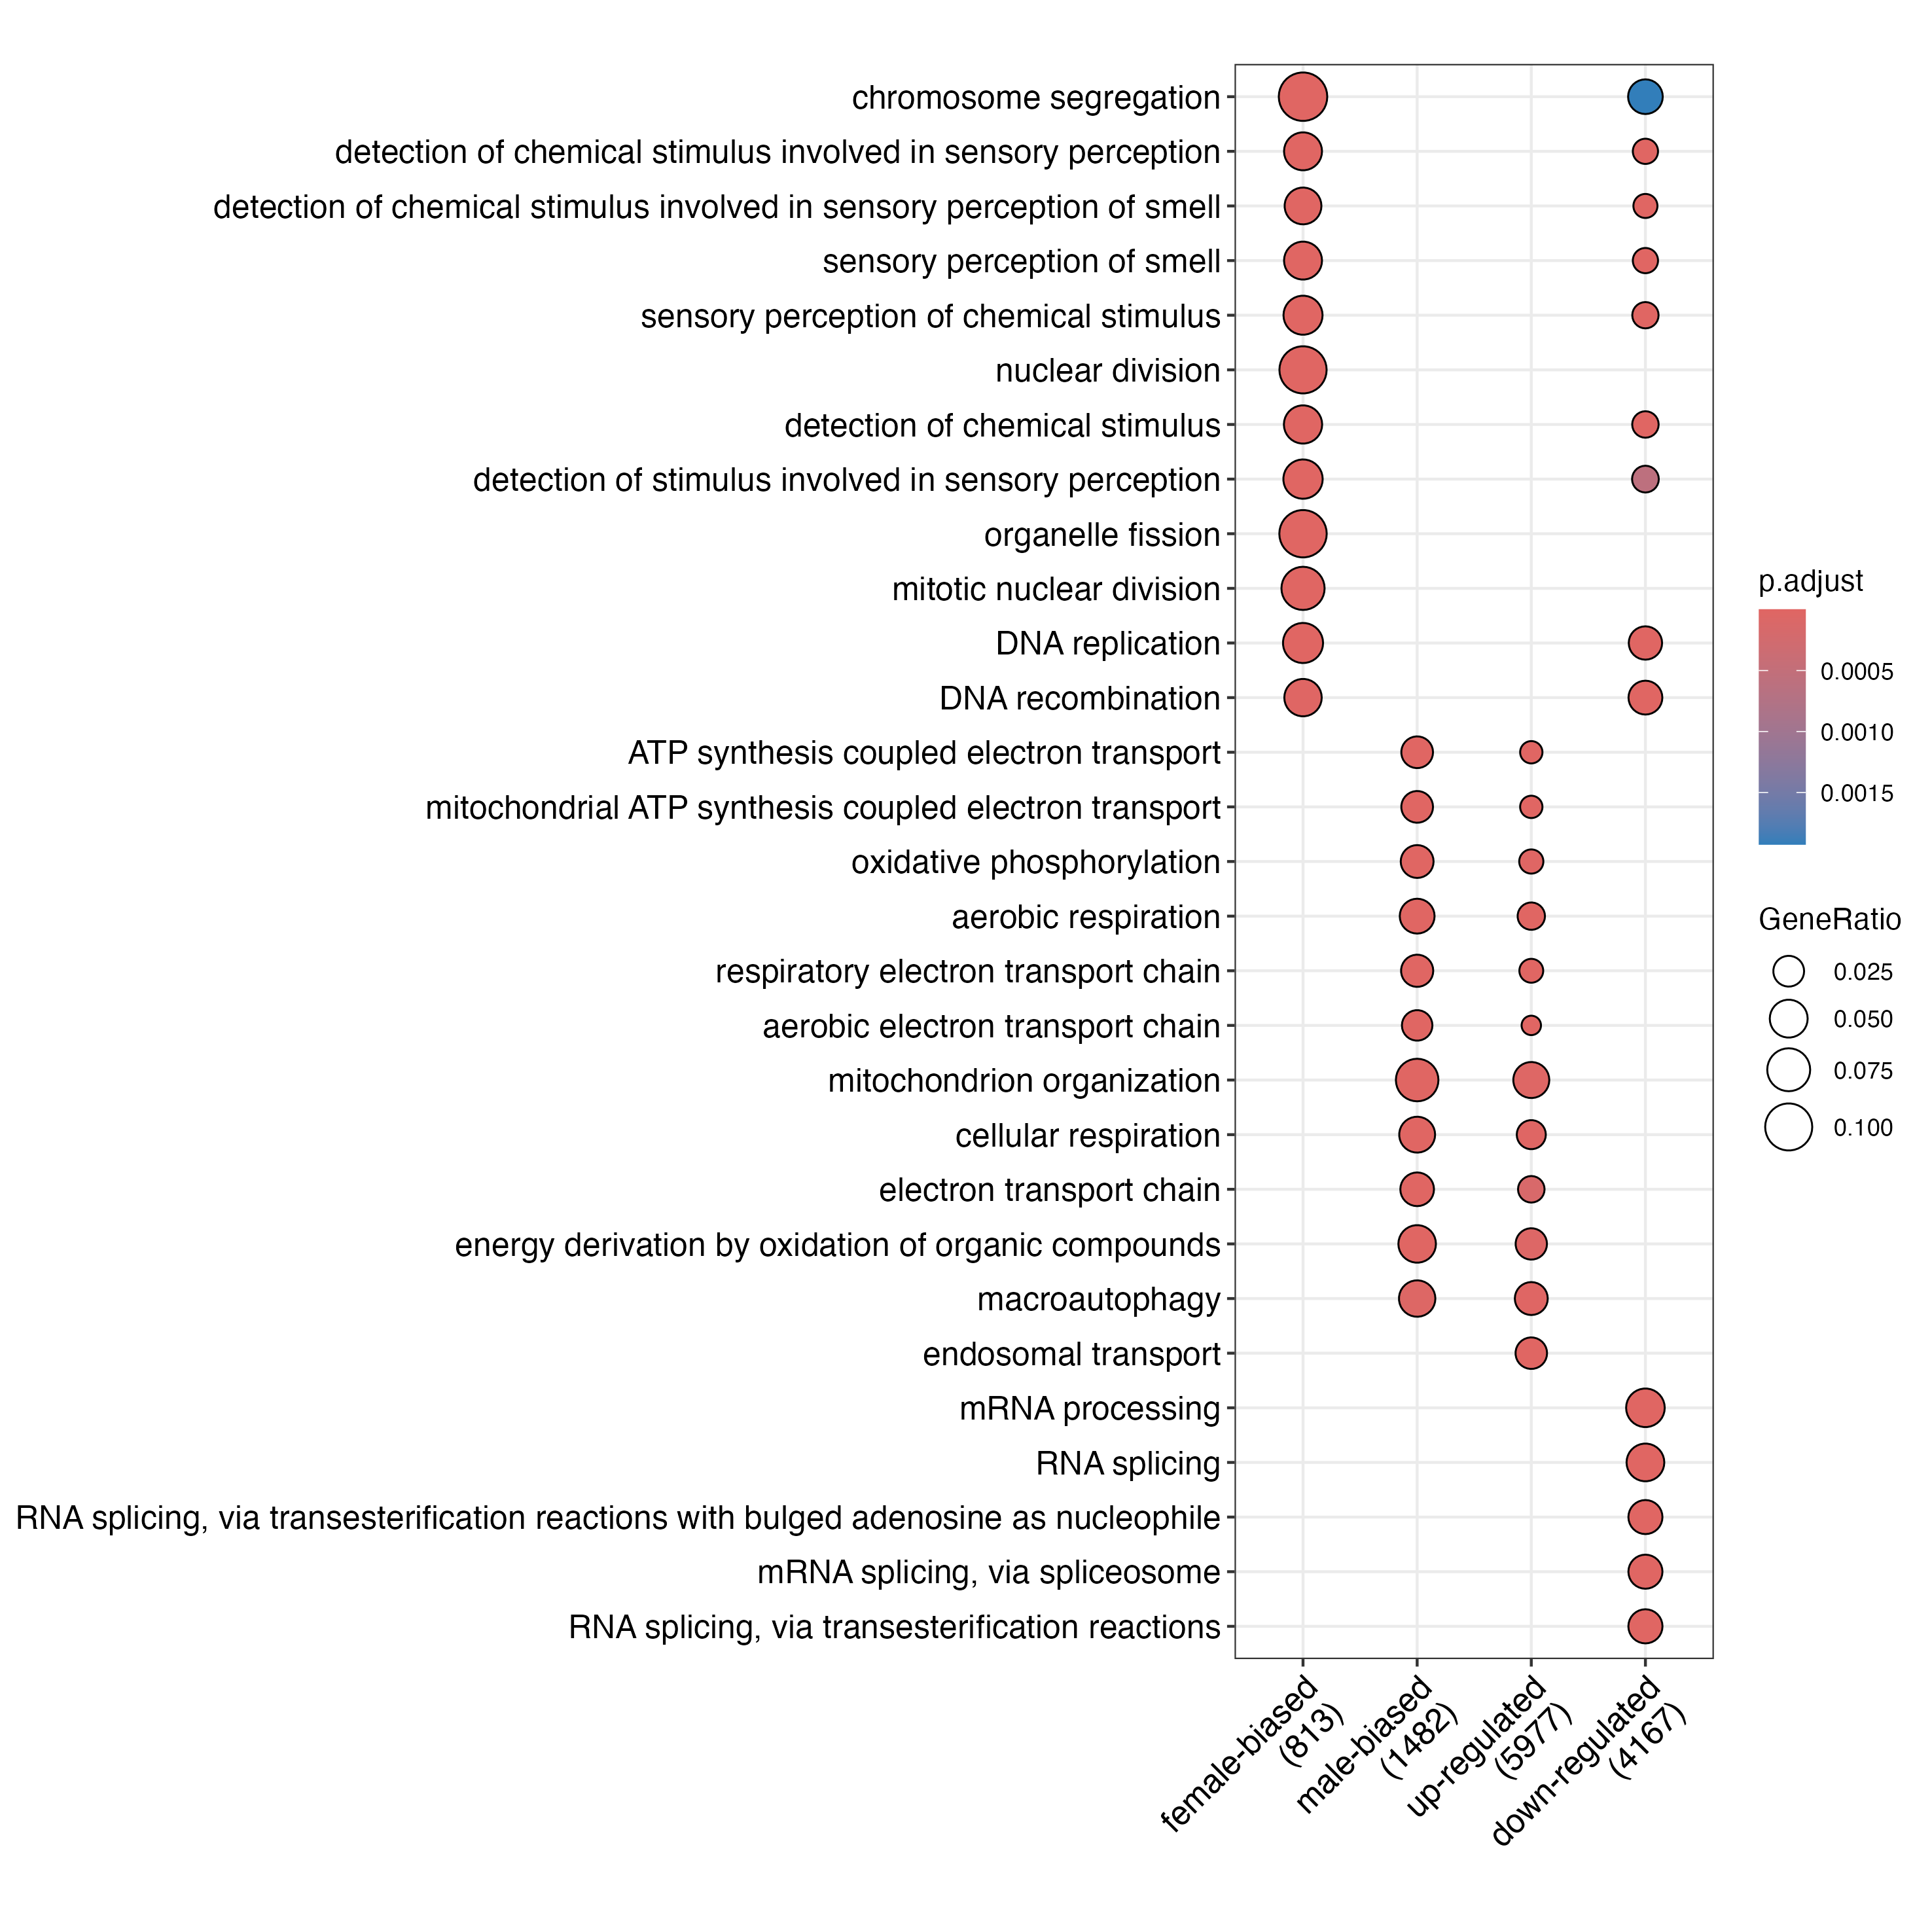 chromosome segregation
detection of chemical stimulus involved in sensory perception
detection of chemical stimulus involved in sensory perception of smell
sensory perception of smell
sensory perception of chemical stimulus
nuclear division
detection of chemical stimulus
detection of stimulus involved in sensory perception
organelle fission
mitotic nuclear division
DNA replication
DNA recombination
ATP synthesis coupled electron transport
mitochondrial ATP synthesis coupled electron transport
oxidative phosphorylation
aerobic respiration
respiratory electron transport chain
aerobic electron transport chain
mitochondrion organization
cellular respiration
electron transport chain
energy derivation by oxidation of organic compounds
macroautophagy
endosomal transport
mRNA processing
RNA splicing
RNA splicing, via transesterification reactions with bulged adenosine as nucleophile
mRNA splicing, via spliceosome
RNA splicing, via transesterification reactions
female-biased
(813)
male-biased
(1482)
up-regulated
(5977)
down-regulated
(4167)
p.adjust
0.0005
0.0010
0.0015
GeneRatio
0.025
0.050
0.075
0.100